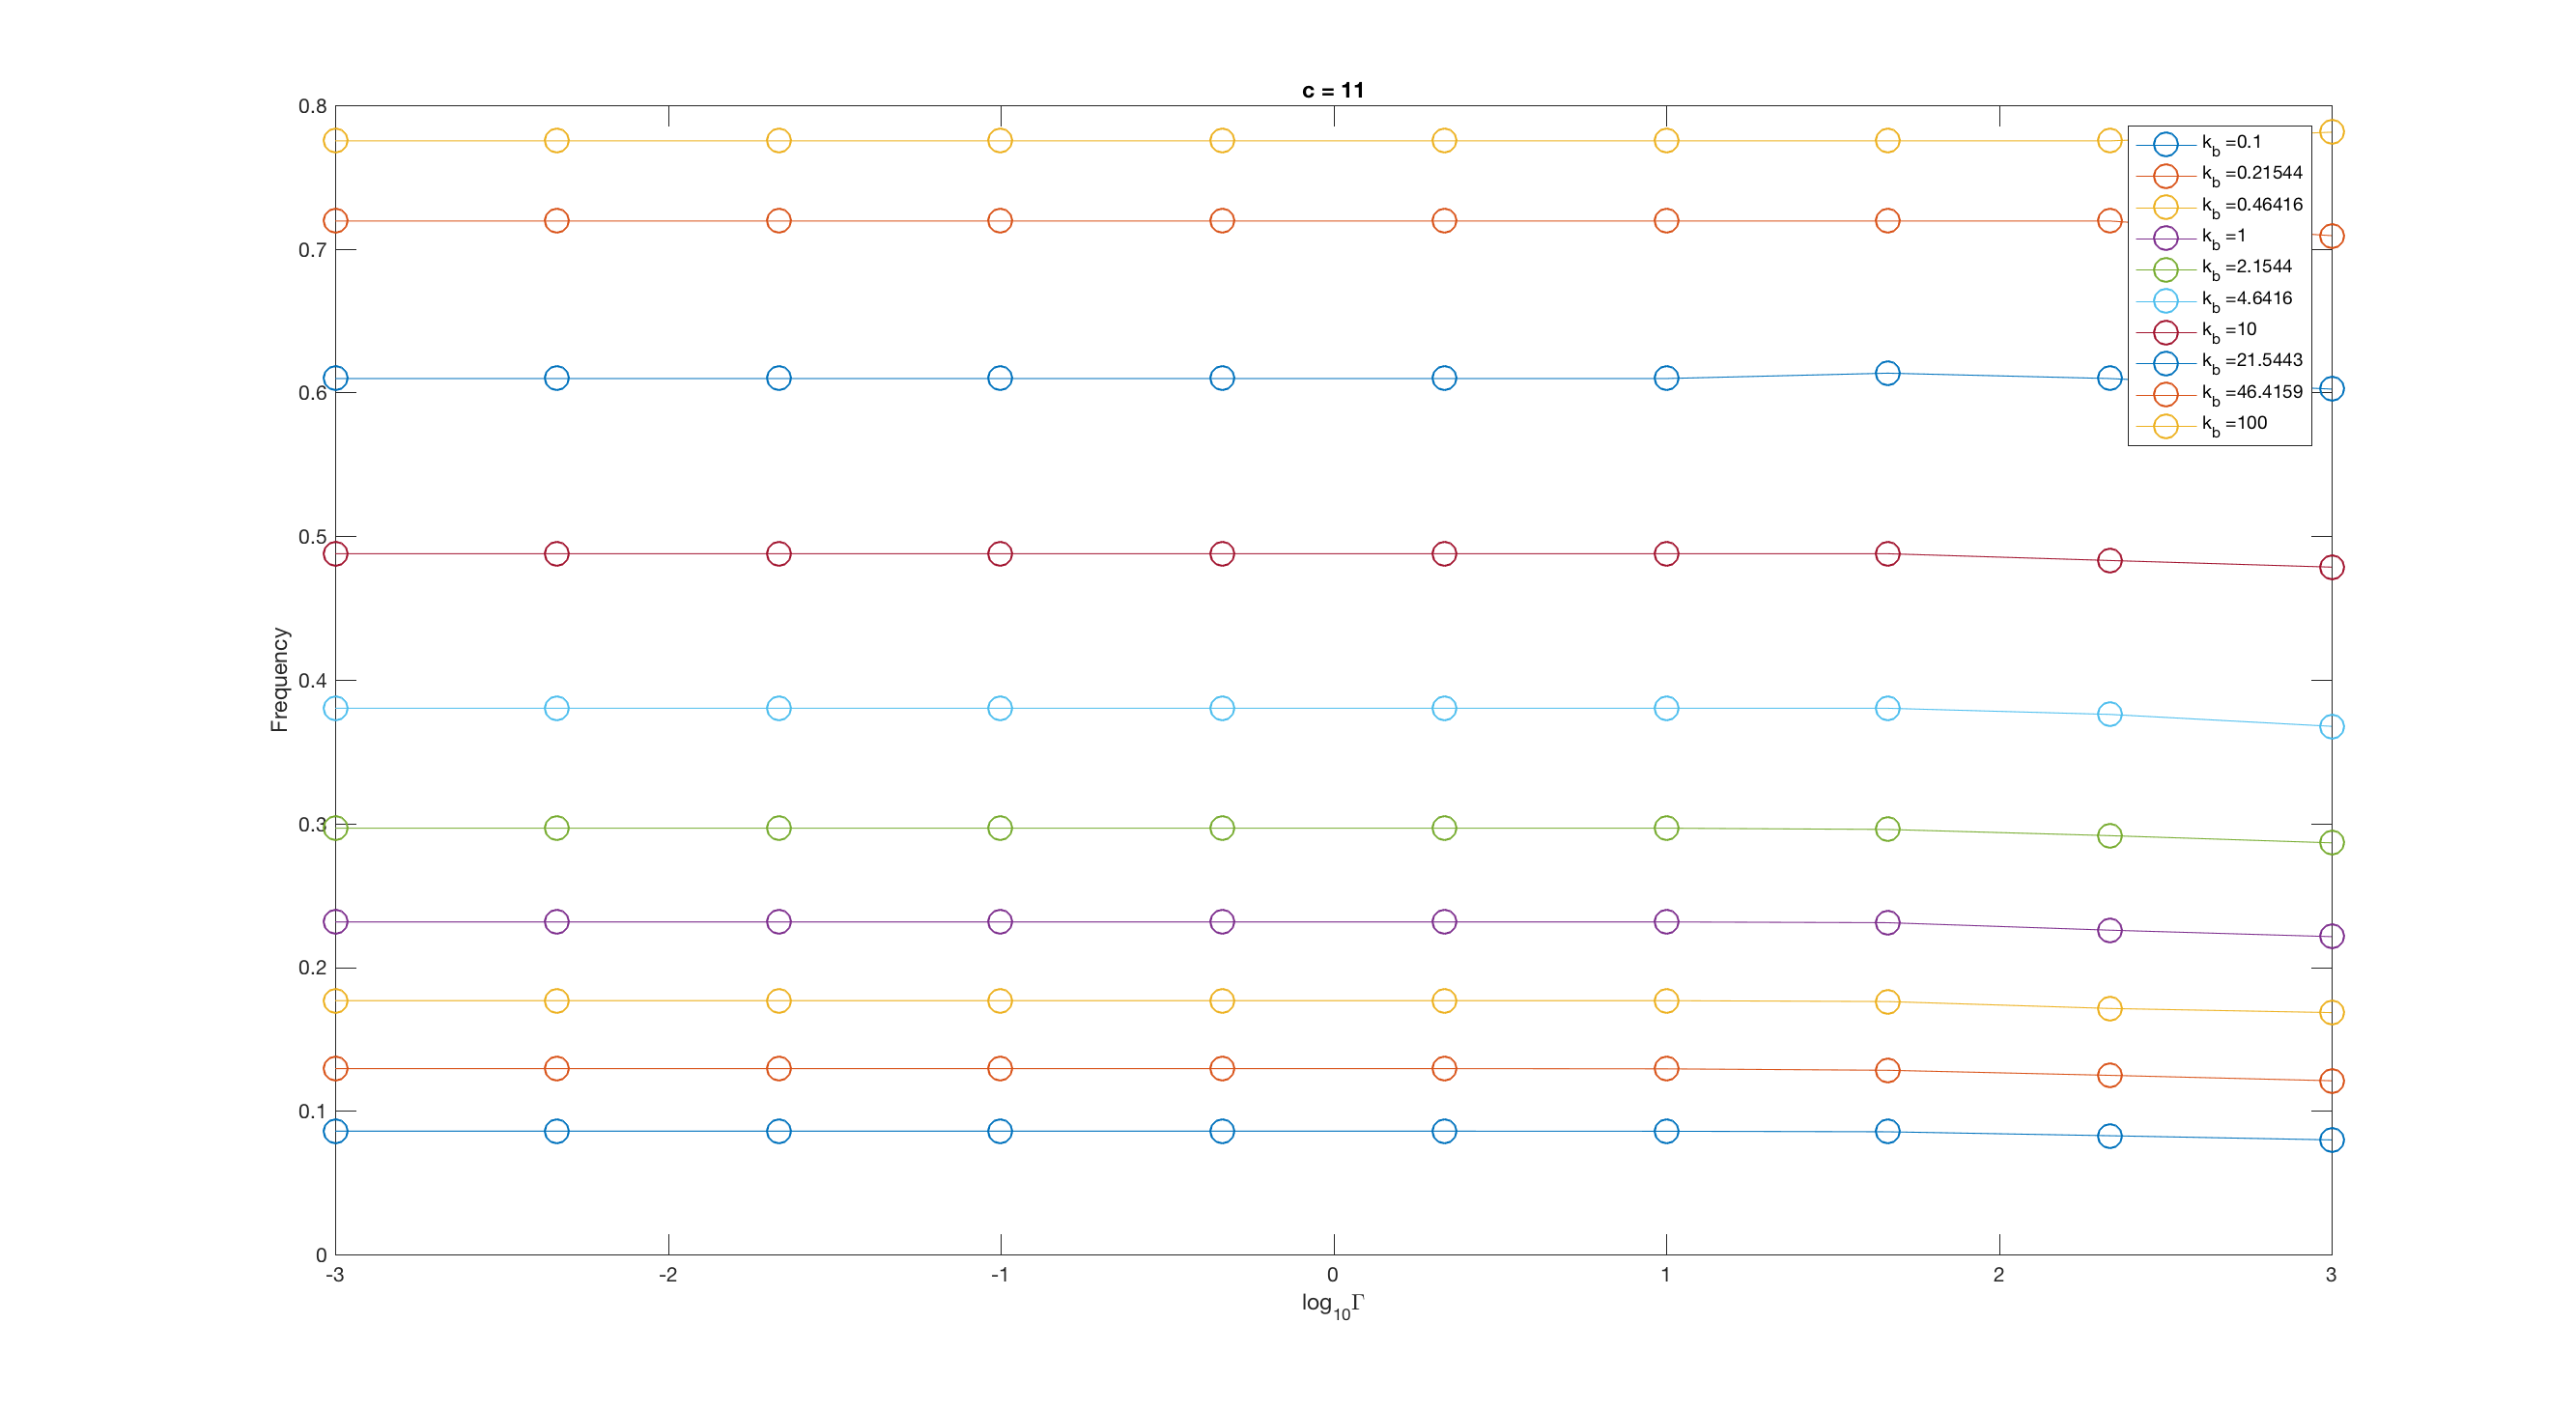 c = 11
0.8
0.7
0.6
0.5
0.4
0.3
0.2
0.1
0
Frequency
-3
-2
-1
0
1
2
3
log10Γ
kb =0.1
kb =0.21544
kb =0.46416
kb =1
kb =2.1544
kb =4.6416
kb =10
kb =21.5443
kb =46.4159
kb =100